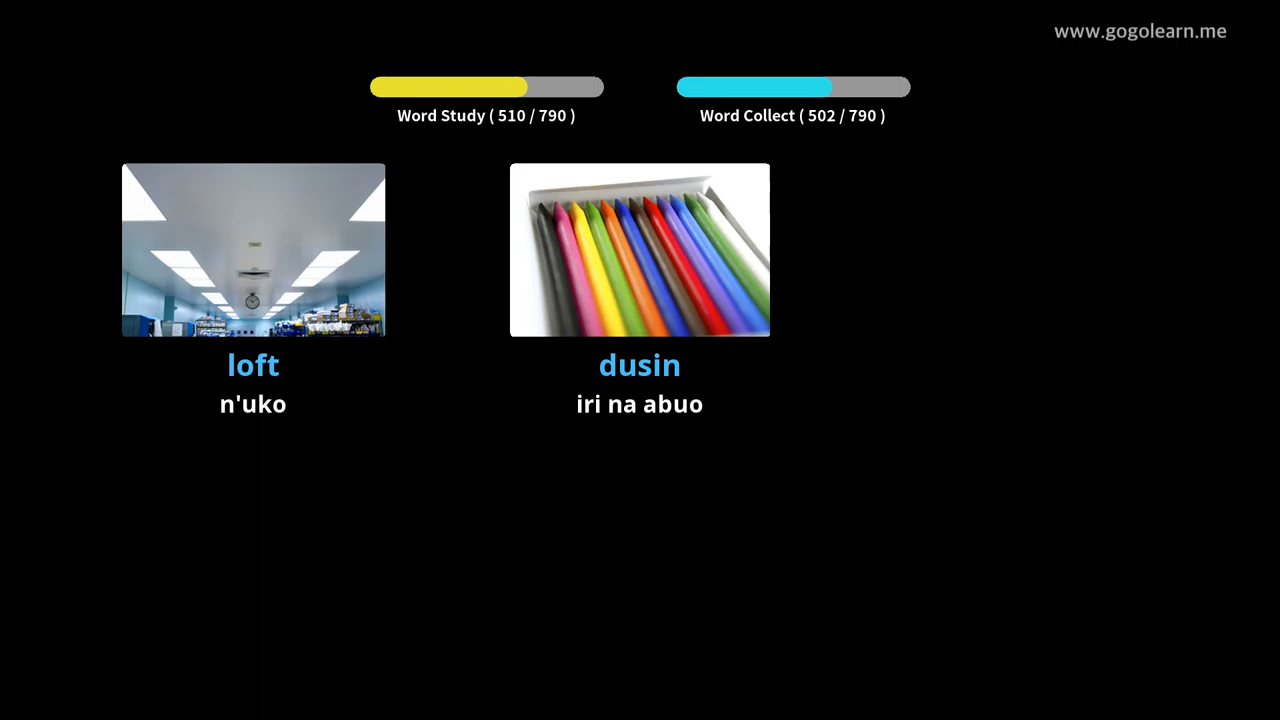 www.gogolearn.me
Word Study ( 510 / 790 )
Word Collect ( 502 / 790 )
loft
n'uko
dusin
iri na abuo